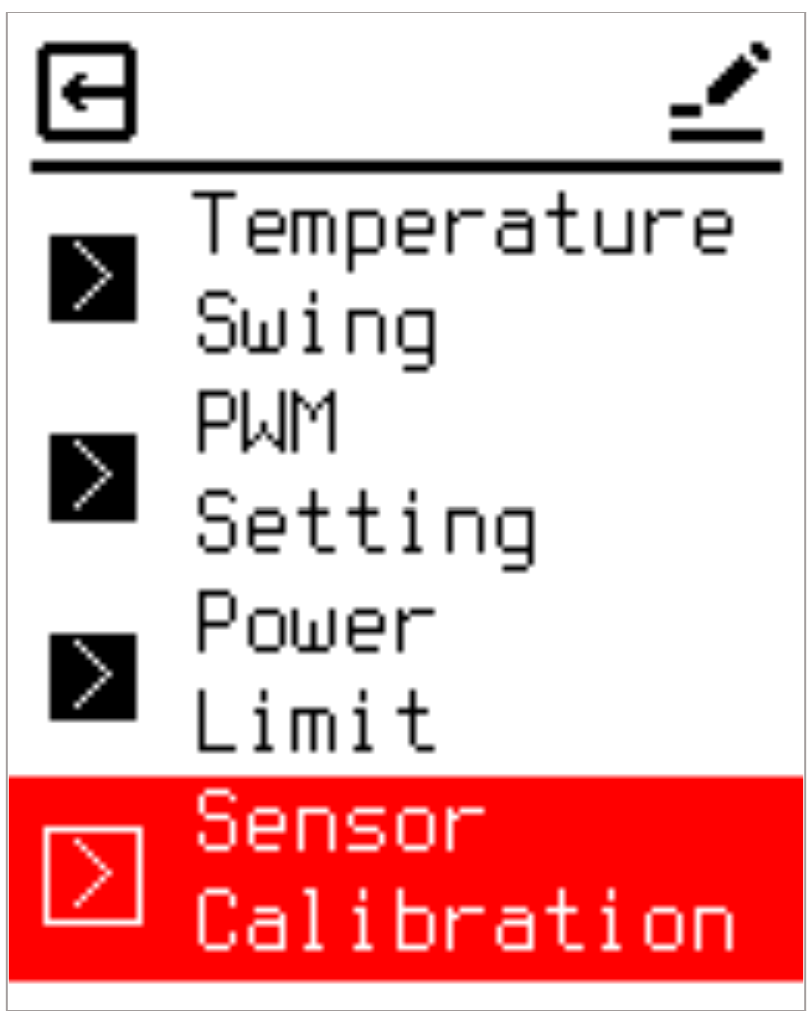 Temperature
Swing
PWM
Setting
Power
Limit
Sensor
Calibration